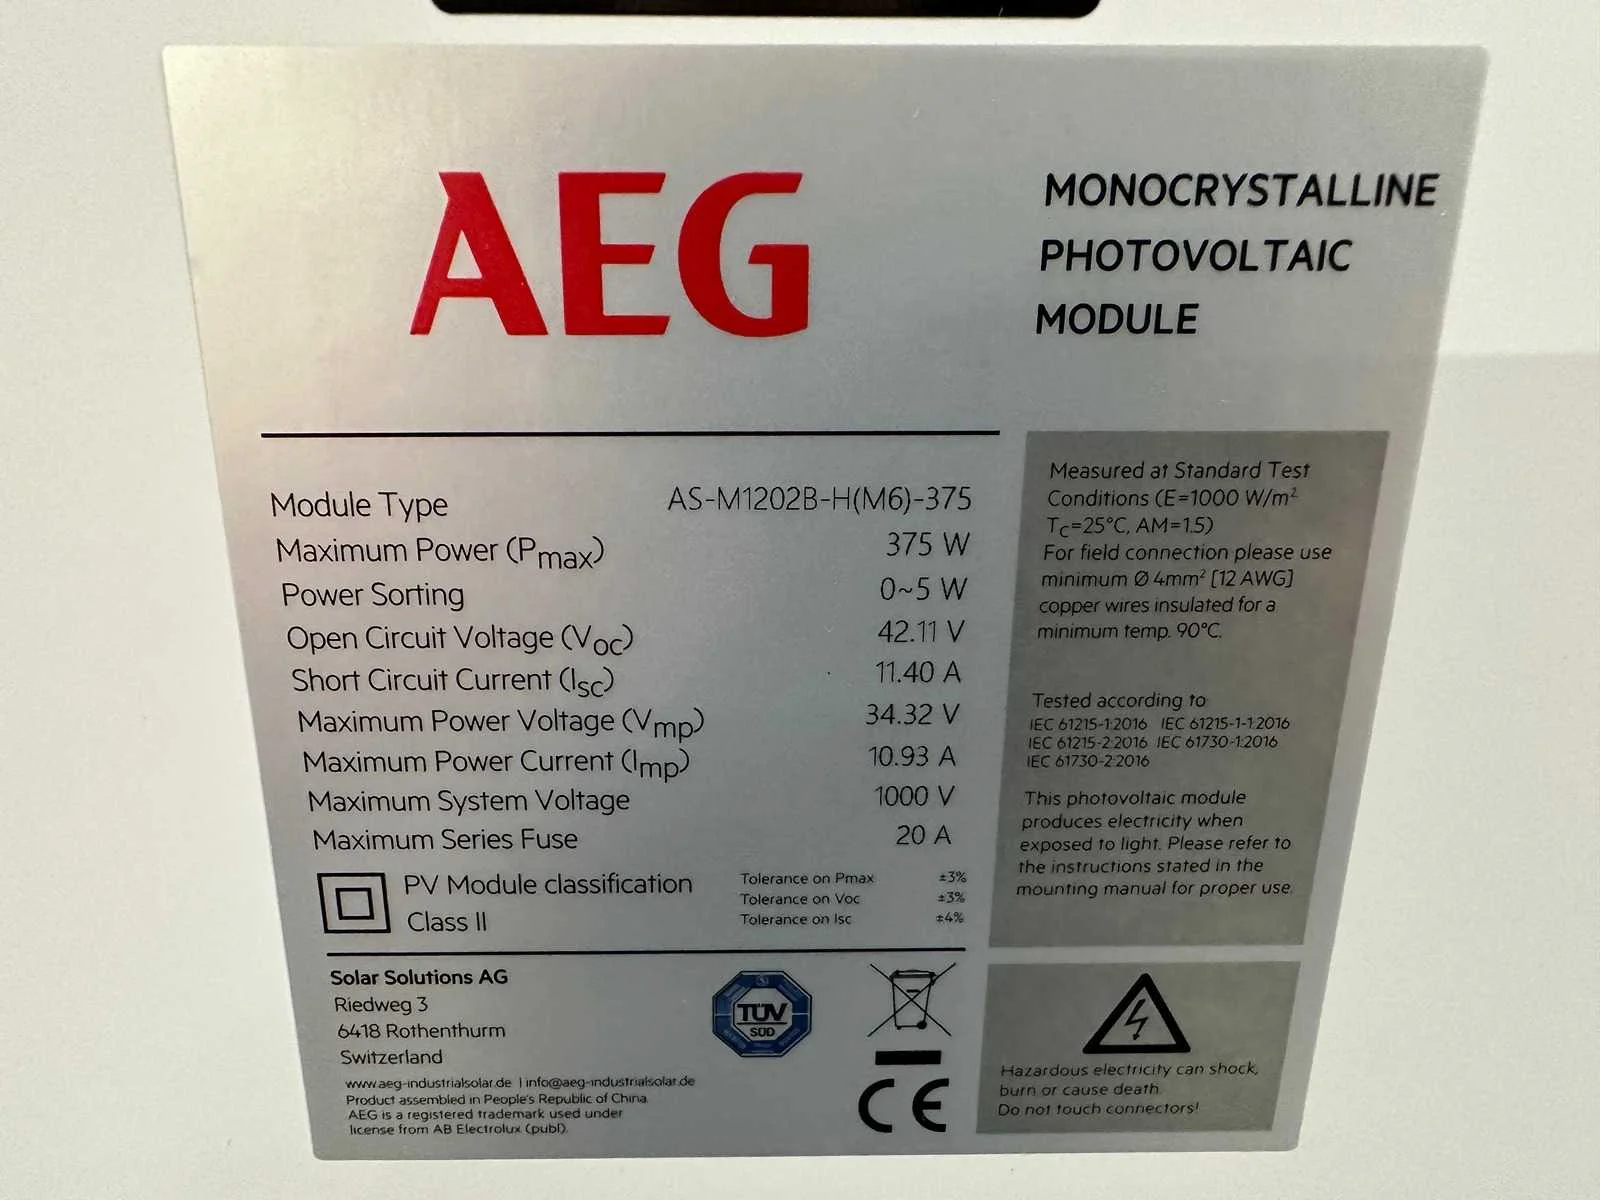 AEG
MONOCRYSTALLINE
PHOTOVOLTAIC
MODULE
Module Type AS-M1202B-H(M6)-375
Maximum Power (Pmax) 375 W
Power Sorting 0~5 W
Open Circuit Voltage (Voc) 42.11 V
Short Circuit Current (Isc) 11.40 A
Maximum Power Voltage (Vmp) 34.32 V
Maximum Power Current (Imp) 10.93 A
Maximum System Voltage 1000 V
Maximum Series Fuse 20 A
PV Module classification
Class II
Tolerance on Pmax ±3%
Tolerance on Voc ±3%
Tolerance on Isc ±4%
Measured at Standard Test
Conditions (E=1000 W/m²
Tc=25°C, AM=1.5)
For field connection please use
minimum Ø 4mm² [12 AWG]
copper wires insulated for a
minimum temp. 90°C.
Tested according to
IEC 61215-1:2016 IEC 61215-1-1:2016
IEC 61215-2:2016 IEC 61730-1:2016
IEC 61730-2:2016
This photovoltaic module
produces electricity when
exposed to light. Please refer to
the instructions stated in the
mounting manual for proper use.
Solar Solutions AG
Riedweg 3
6418 Rothenthurm
Switzerland
www.aeg-industrialsolar.de | info@aeg-industrialsolar.de
Product assembled in People's Republic of China
AEG is a registered trademark used under
license from AB Electrolux (publ).
TÜV
SÜD
CE
Hazardous electricity can shock,
burn or cause death.
Do not touch connectors!